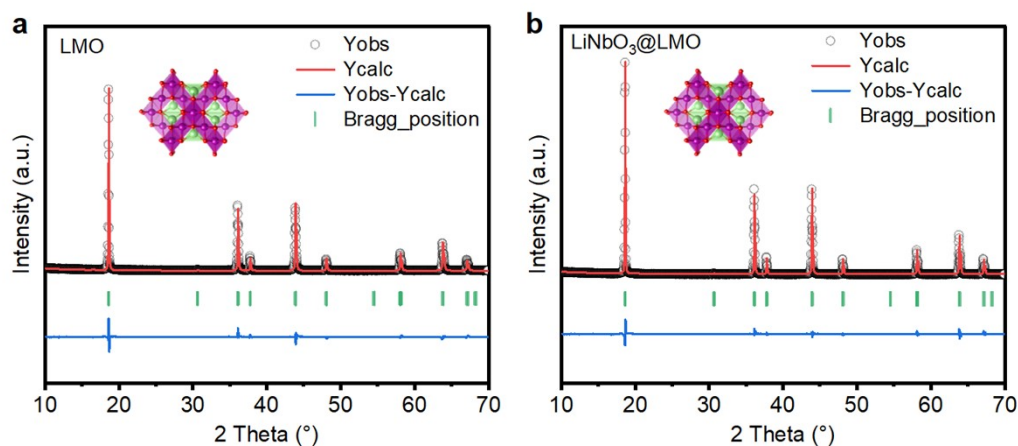 a
LMO
Yobs
Ycalc
Yobs-Ycalc
Bragg_position
Intensity (a.u.)
10 20 30 40 50 60 70
2 Theta (°)
b
LiNbO₃@LMO
Yobs
Ycalc
Yobs-Ycalc
Bragg_position
Intensity (a.u.)
10 20 30 40 50 60 70
2 Theta (°)